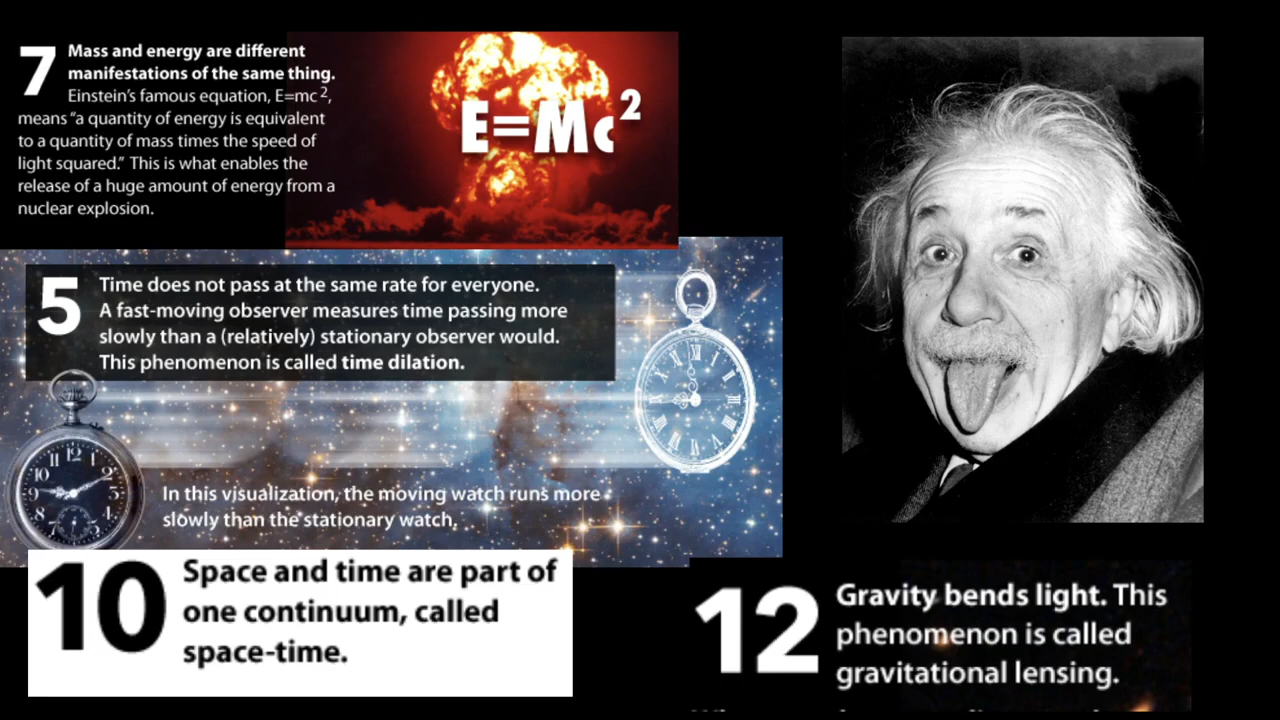 7 Mass and energy are different
manifestations of the same thing.
Einstein's famous equation, E=mc²,
means "a quantity of energy is equivalent
to a quantity of mass times the speed of
light squared." This is what enables the
release of a huge amount of energy from a
nuclear explosion.
E=Mc²
5 Time does not pass at the same rate for everyone.
A fast-moving observer measures time passing more
slowly than a (relatively) stationary observer would.
This phenomenon is called time dilation.
In this visualization, the moving watch runs more
slowly than the stationary watch.
10 Space and time are part of
one continuum, called
space-time.
12 Gravity bends light. This
phenomenon is called
gravitational lensing.